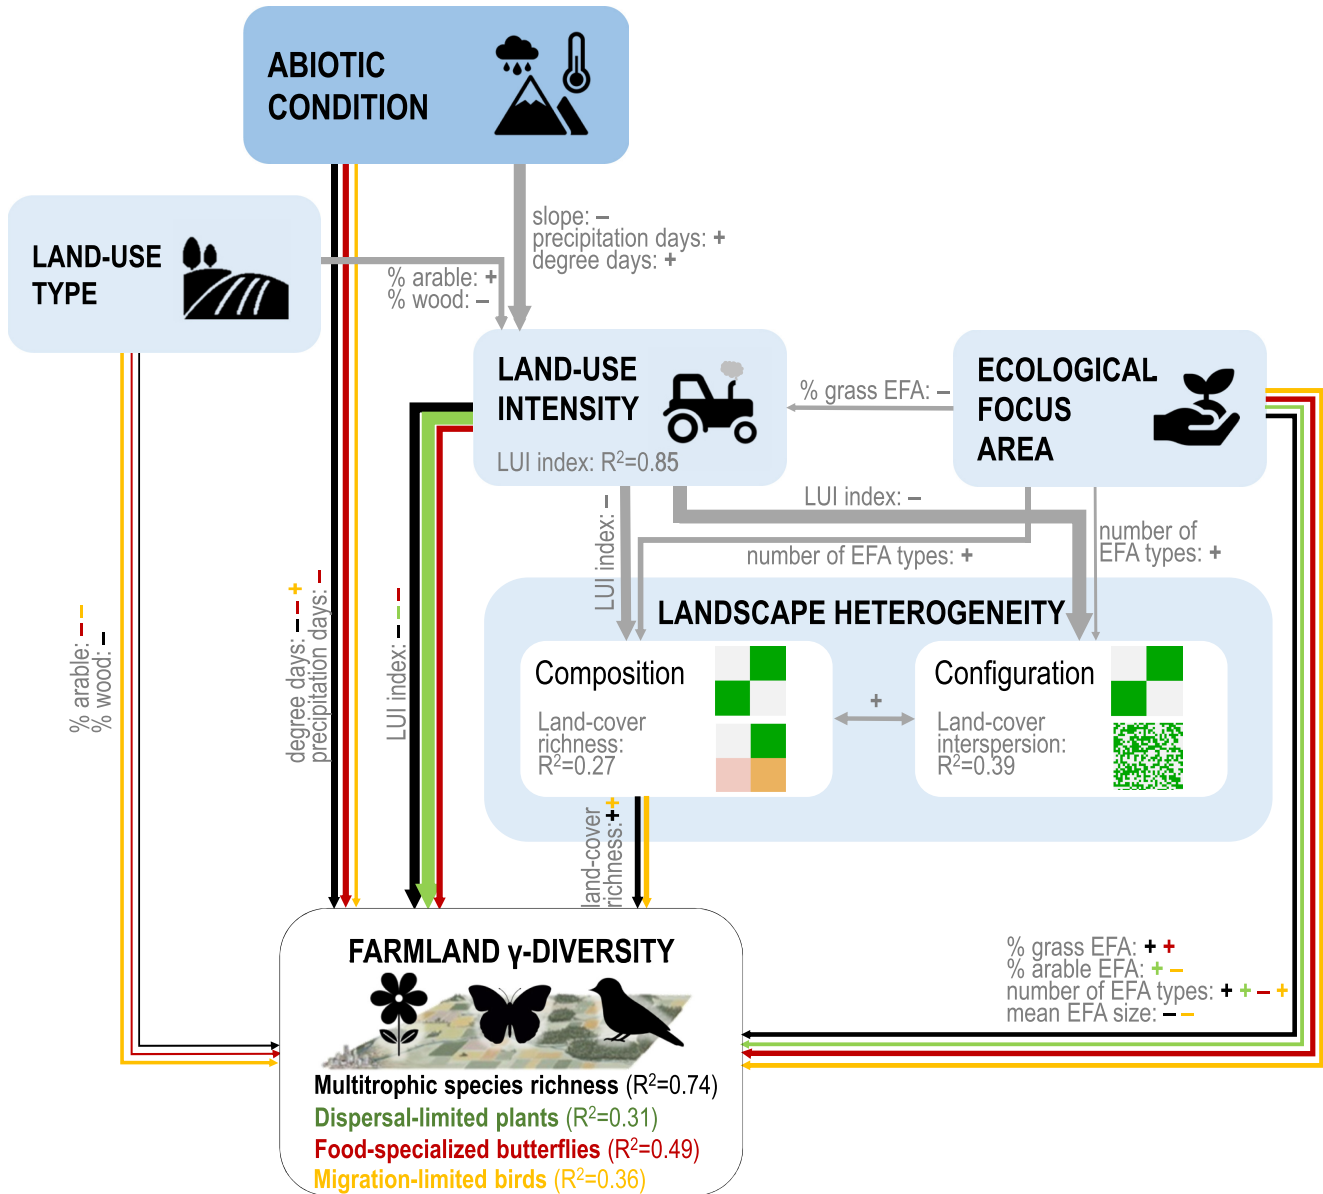 ABIOTIC
CONDITION
LAND-USE
TYPE
slope: –
precipitation days: +
degree days: +
% arable: +
% wood: –
LAND-USE
INTENSITY
LUI index: R²=0.85
% grass EFA: –
ECOLOGICAL
FOCUS
AREA
LUI index: –
LUI index: –
number of EFA types: +
number of
EFA types: +
% arable: – –
% wood: –
degree days: – – +
precipitation days: –
LUI index: – – –
LANDSCAPE HETEROGENEITY
Composition
Land-cover
richness:
R²=0.27
+
Configuration
Land-cover
interspersion:
R²=0.39
land-cover
richness: + +
FARMLAND γ-DIVERSITY
Multitrophic species richness (R²=0.74)
Dispersal-limited plants (R²=0.31)
Food-specialized butterflies (R²=0.49)
Migration-limited birds (R²=0.36)
% grass EFA: + +
% arable EFA: + –
number of EFA types: + + – +
mean EFA size: – –